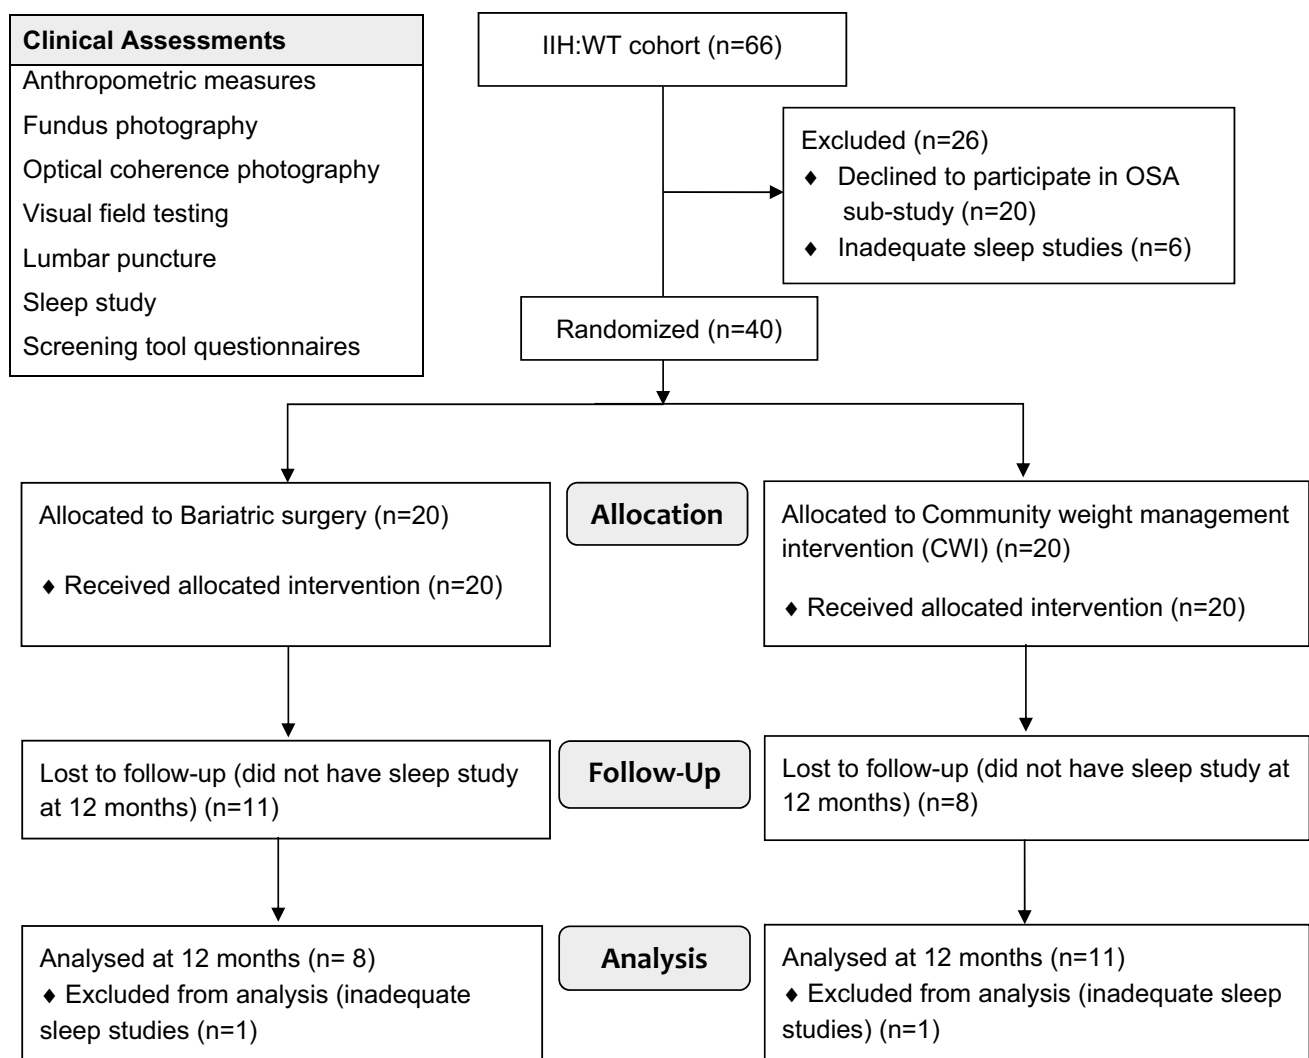 Clinical Assessments
Anthropometric measures
Fundus photography
Optical coherence photography
Visual field testing
Lumbar puncture
Sleep study
Screening tool questionnaires
IIH:WT cohort (n=66)
Excluded (n=26)
♦ Declined to participate in OSA
sub-study (n=20)
♦ Inadequate sleep studies (n=6)
Randomized (n=40)
Allocated to Bariatric surgery (n=20)
♦ Received allocated intervention (n=20)
Allocation
Allocated to Community weight management
intervention (CWI) (n=20)
♦ Received allocated intervention (n=20)
Lost to follow-up (did not have sleep study
at 12 months) (n=11)
Follow-Up
Lost to follow-up (did not have sleep study at
12 months) (n=8)
Analysed at 12 months (n= 8)
♦ Excluded from analysis (inadequate
sleep studies (n=1)
Analysis
Analysed at 12 months (n=11)
♦ Excluded from analysis (inadequate sleep
studies) (n=1)